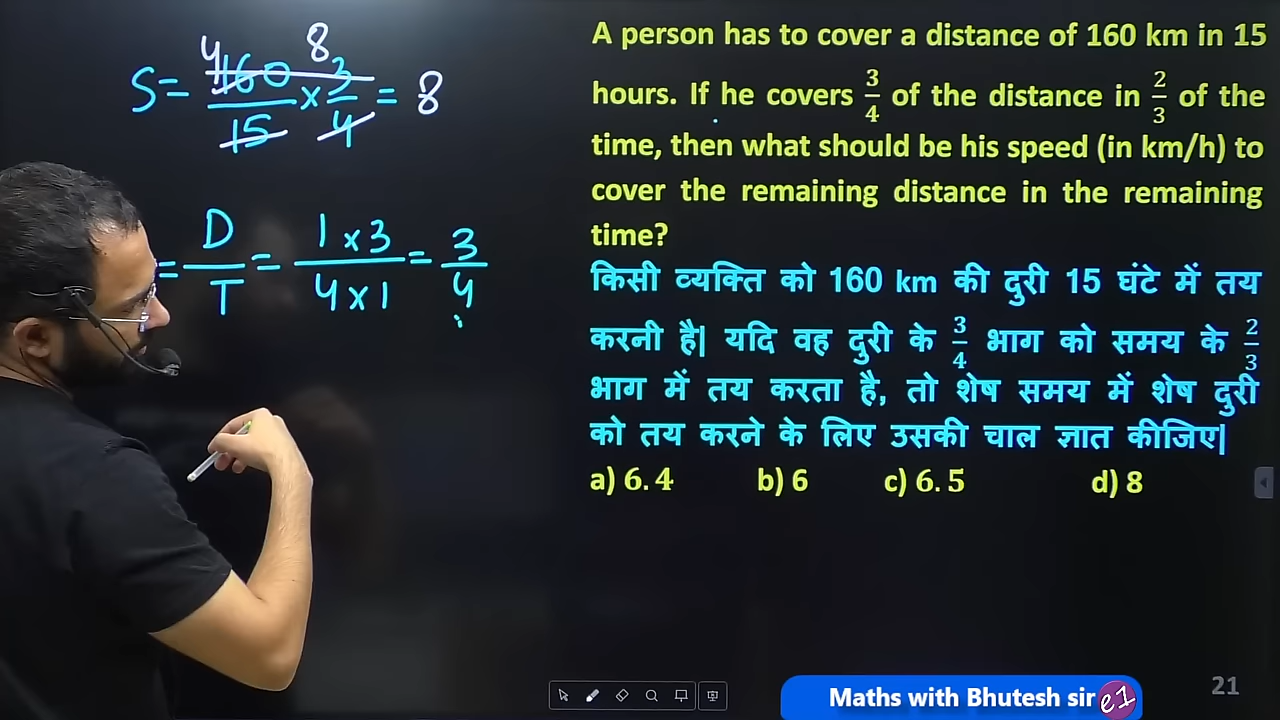 4 8
S = 160/15 × 3/4 = 8
= D/T = 1 × 3/4 × 1 = 3/4
A person has to cover a distance of 160 km in 15
hours. If he covers 3/4 of the distance in 2/3 of the
time, then what should be his speed (in km/h) to
cover the remaining distance in the remaining
time?
किसी व्यक्ति को 160 km की दुरी 15 घंटे में तय
करनी है| यदि वह दुरी के 3/4 भाग को समय के 2/3
भाग में तय करता है, तो शेष समय में शेष दुरी
को तय करने के लिए उसकी चाल ज्ञात कीजिए|
a) 6.4 b) 6 c) 6.5 d) 8
Maths with Bhutesh sir e1
21